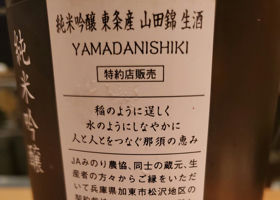 純米吟醸 東条産 山田錦 生酒
YAMADANISHIKI
特約店販売
稲のように逞しく
水のようにしなやかに
人と人とをつなぐ那須の恵み
JAみのり農協、同士の蔵元、生
産者の方々からご縁をいただ
いて兵庫県加東市松沢地区の
純米吟醸